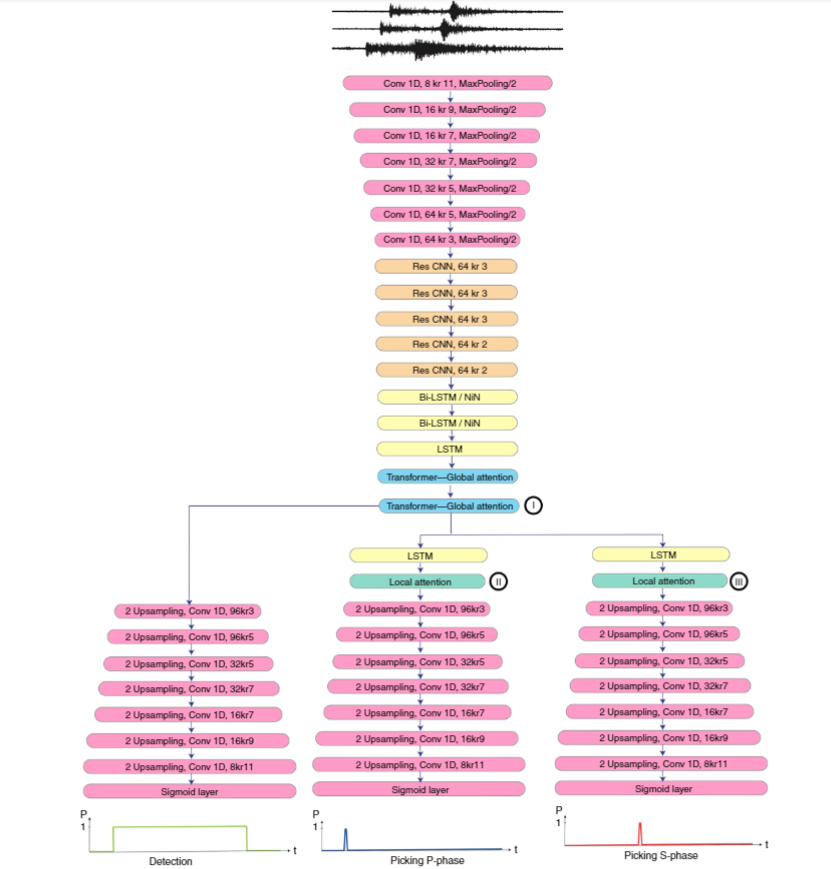 Conv 1D, 8 kr 11, MaxPooling/2
Conv 1D, 16 kr 9, MaxPooling/2
Conv 1D, 16 kr 7, MaxPooling/2
Conv 1D, 32 kr 7, MaxPooling/2
Conv 1D, 32 kr 5, MaxPooling/2
Conv 1D, 64 kr 5, MaxPooling/2
Conv 1D, 64 kr 3, MaxPooling/2
Res CNN, 64 kr 3
Res CNN, 64 kr 3
Res CNN, 64 kr 3
Res CNN, 64 kr 2
Res CNN, 64 kr 2
Bi-LSTM / NiN
Bi-LSTM / NiN
LSTM
Transformer—Global attention
Transformer—Global attention
I
2 Upsampling, Conv 1D, 96kr3
2 Upsampling, Conv 1D, 96kr5
2 Upsampling, Conv 1D, 32kr5
2 Upsampling, Conv 1D, 32kr7
2 Upsampling, Conv 1D, 16kr7
2 Upsampling, Conv 1D, 16kr9
2 Upsampling, Conv 1D, 8kr11
Sigmoid layer
P
1
t
Detection
LSTM
Local attention
II
2 Upsampling, Conv 1D, 96kr3
2 Upsampling, Conv 1D, 96kr5
2 Upsampling, Conv 1D, 32kr5
2 Upsampling, Conv 1D, 32kr7
2 Upsampling, Conv 1D, 16kr7
2 Upsampling, Conv 1D, 16kr9
2 Upsampling, Conv 1D, 8kr11
Sigmoid layer
P
1
t
Picking P-phase
LSTM
Local attention
III
2 Upsampling, Conv 1D, 96kr3
2 Upsampling, Conv 1D, 96kr5
2 Upsampling, Conv 1D, 32kr5
2 Upsampling, Conv 1D, 32kr7
2 Upsampling, Conv 1D, 16kr7
2 Upsampling, Conv 1D, 16kr9
2 Upsampling, Conv 1D, 8kr11
Sigmoid layer
P
1
t
Picking S-phase